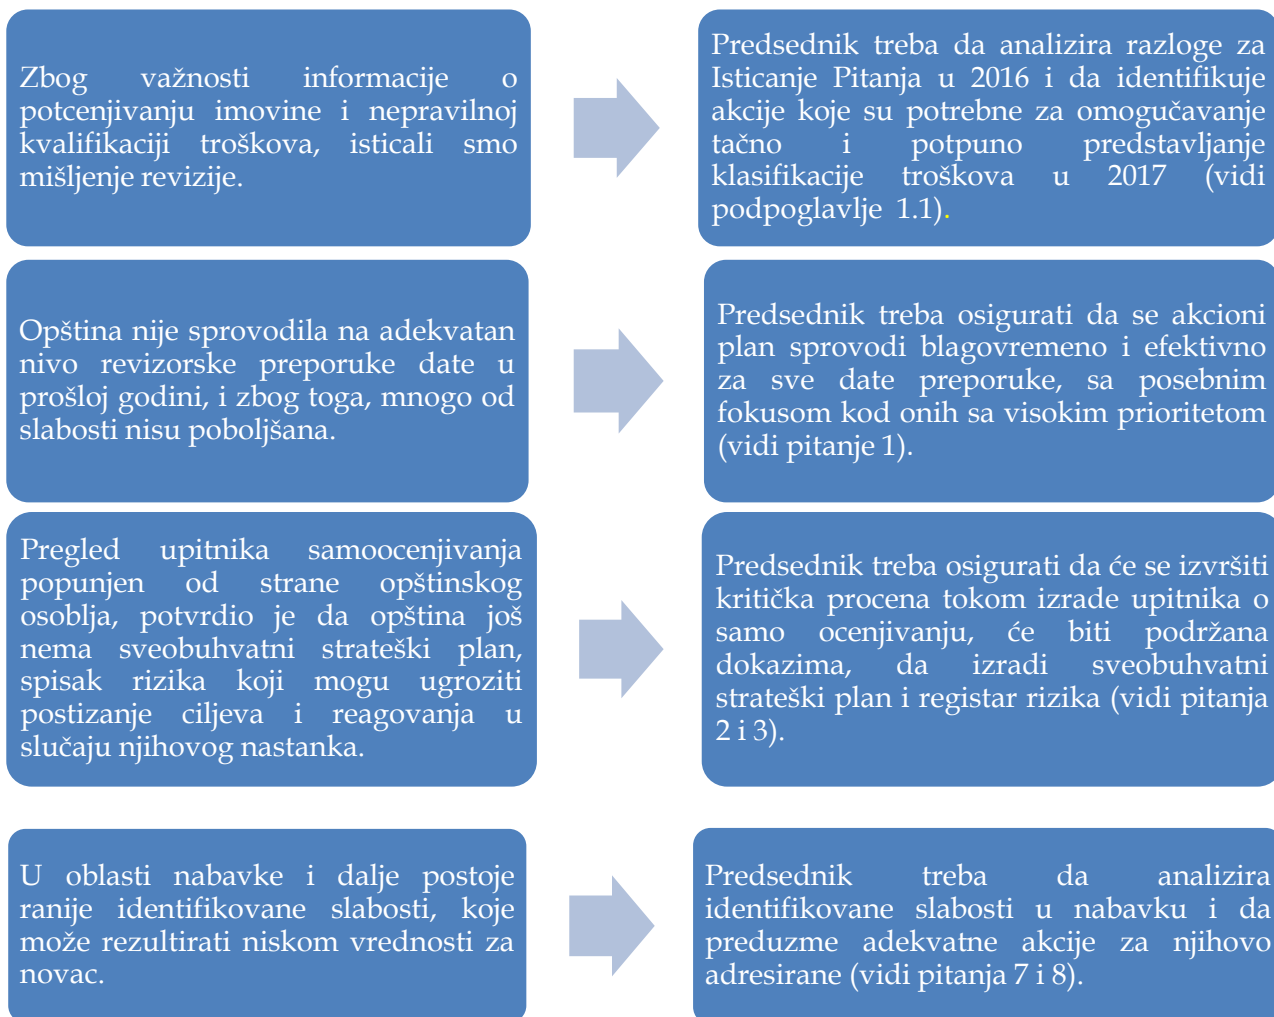 Zbog važnosti informacije o
potcenjivanju imovine i nepravilnoj
kvalifikaciji troškova, isticali smo
mišljenje revizije.
Predsednik treba da analizira razloge za
Isticanje Pitanja u 2016 i da identifikuje
akcije koje su potrebne za omogučavanje
tačno i potpuno predstavljanje
klasifikacije troškova u 2017 (vidi
podpoglavlje 1.1).
Opština nije sprovodila na adekvatan
nivo revizorske preporuke date u
prošloj godini, i zbog toga, mnogo od
slabosti nisu poboljšana.
Predsednik treba osigurati da se akcioni
plan sprovodi blagovremeno i efektivno
za sve date preporuke, sa posebnim
fokusom kod onih sa visokim prioritetom
(vidi pitanje 1).
Pregled upitnika samoocenjivanja
popunjen od strane opštinskog
osoblja, potvrdio je da opština još
nema sveobuhvatni strateški plan,
spisak rizika koji mogu ugroziti
postizanje ciljeva i reagovanja u
slučaju njihovog nastanka.
Predsednik treba osigurati da će se izvršiti
kritička procena tokom izrade upitnika o
samo ocenjivanju, će biti podržana
dokazima, da izradi sveobuhvatni
strateški plan i registar rizika (vidi pitanja
2 i 3).
U oblasti nabavke i dalje postoje
ranije identifikovane slabosti, koje
može rezultirati niskom vrednosti za
novac.
Predsednik treba da analizira
identifikovane slabosti u nabavku i da
preduzme adekvatne akcije za njihovo
adresirane (vidi pitanja 7 i 8).